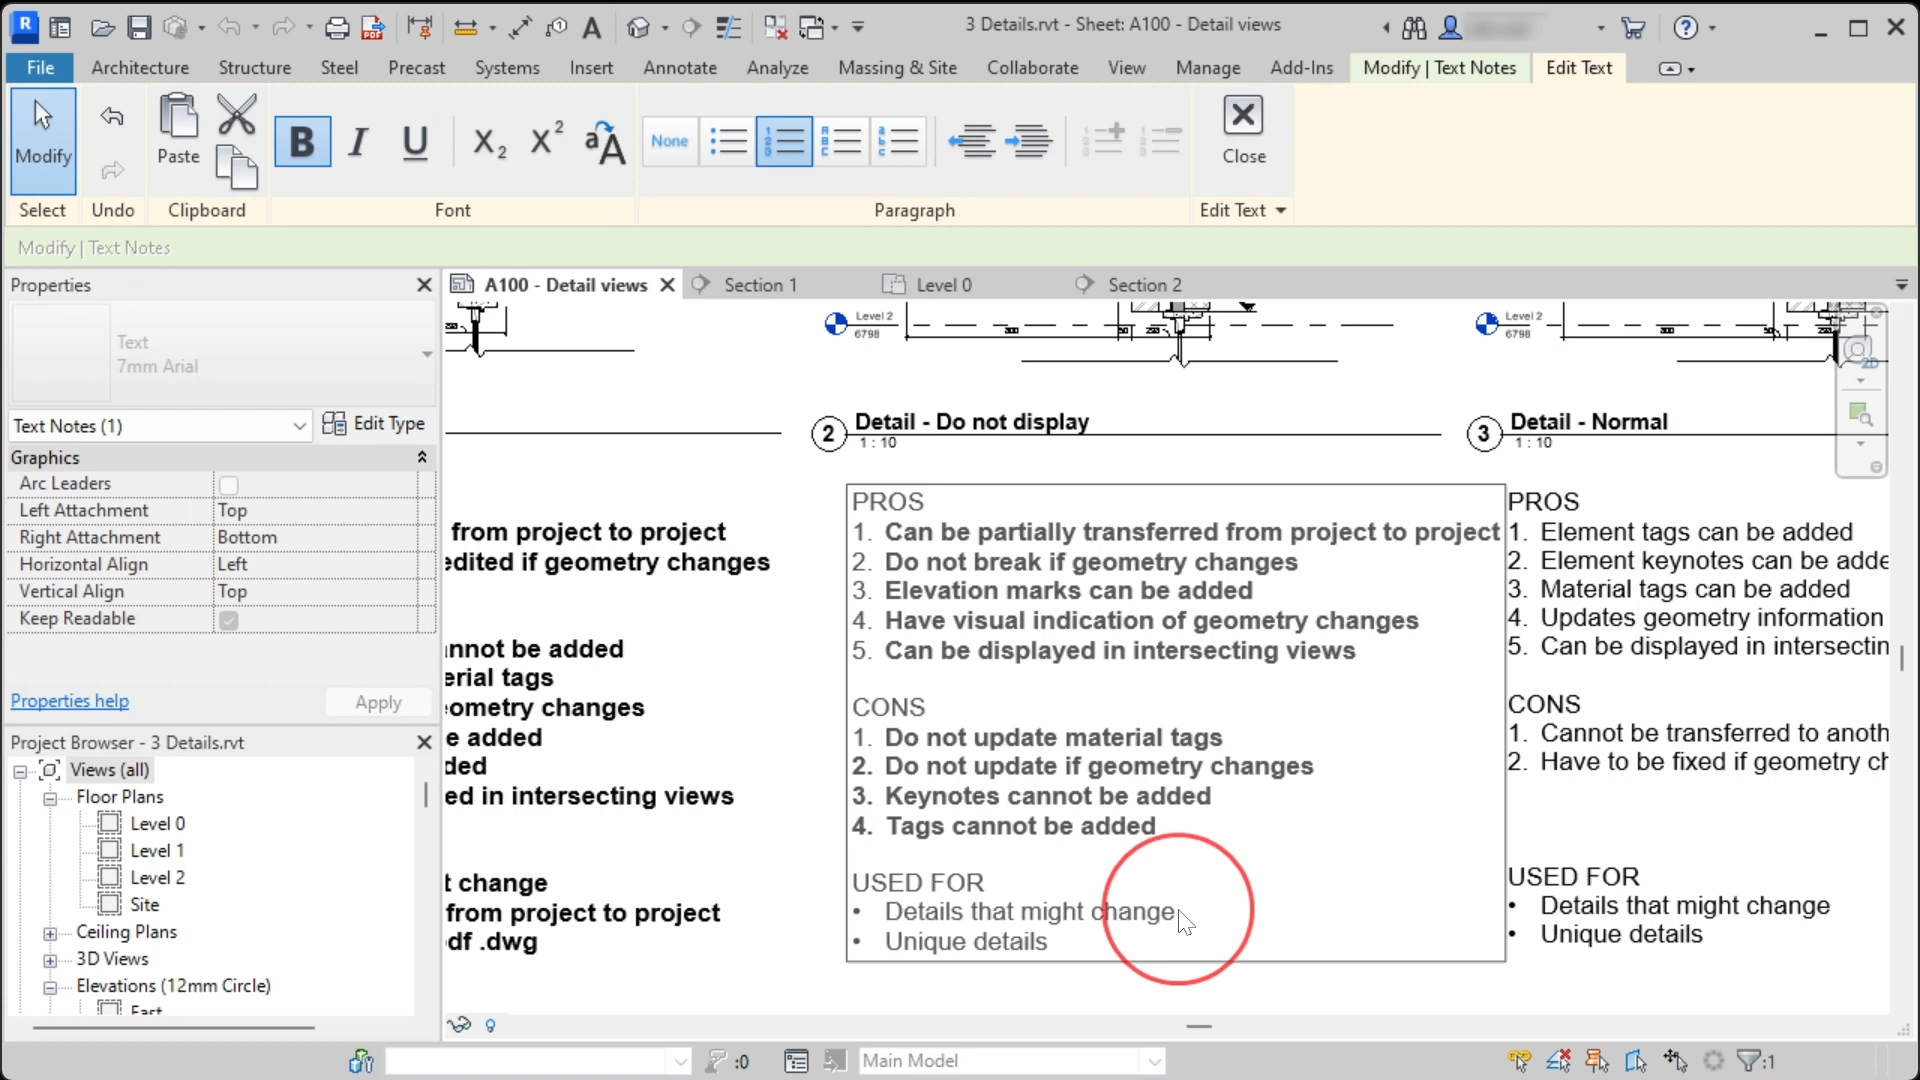 3 Details.rvt - Sheet: A100 - Detail views
File Architecture Structure Steel Precast Systems Insert Annotate Analyze Massing & Site Collaborate View Manage Add-Ins Modify | Text Notes Edit Text
Modify
Paste
None
Close
Select Undo Clipboard Font Paragraph Edit Text
Modify | Text Notes
Properties
Text
7mm Arial
Text Notes (1)
Edit Type
Graphics
Arc Leaders
Left Attachment Top
Right Attachment Bottom
Horizontal Align Left
Vertical Align Top
Keep Readable
Properties help
Apply
Project Browser - 3 Details.rvt
Views (all)
Floor Plans
Level 0
Level 1
Level 2
Site
Ceiling Plans
3D Views
Elevations (12mm Circle)
East
A100 - Detail views Section 1 Level 0 Section 2
Level 2
6798
Level 2
6798
2D
2 Detail - Do not display
1 : 10
3 Detail - Normal
1 : 10
from project to project
edited if geometry changes
annot be added
erial tags
ometry changes
e added
ded
ed in intersecting views
t change
from project to project
df .dwg
PROS
1. Can be partially transferred from project to project
2. Do not break if geometry changes
3. Elevation marks can be added
4. Have visual indication of geometry changes
5. Can be displayed in intersecting views
CONS
1. Do not update material tags
2. Do not update if geometry changes
3. Keynotes cannot be added
4. Tags cannot be added
USED FOR
• Details that might change
• Unique details
PROS
1. Element tags can be added
2. Element keynotes can be adde
3. Material tags can be added
4. Updates geometry information
5. Can be displayed in intersectin
CONS
1. Cannot be transferred to anoth
2. Have to be fixed if geometry ch
USED FOR
• Details that might change
• Unique details
:0
Main Model
:1